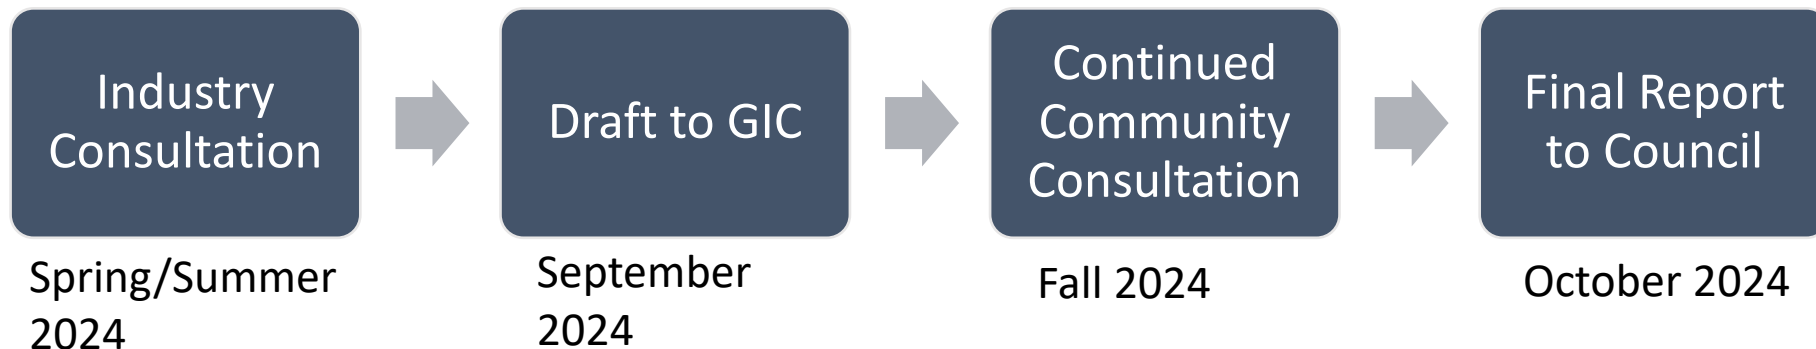 Industry
Consultation
Spring/Summer
2024
Draft to GIC
September
2024
Continued
Community
Consultation
Fall 2024
Final Report
to Council
October 2024